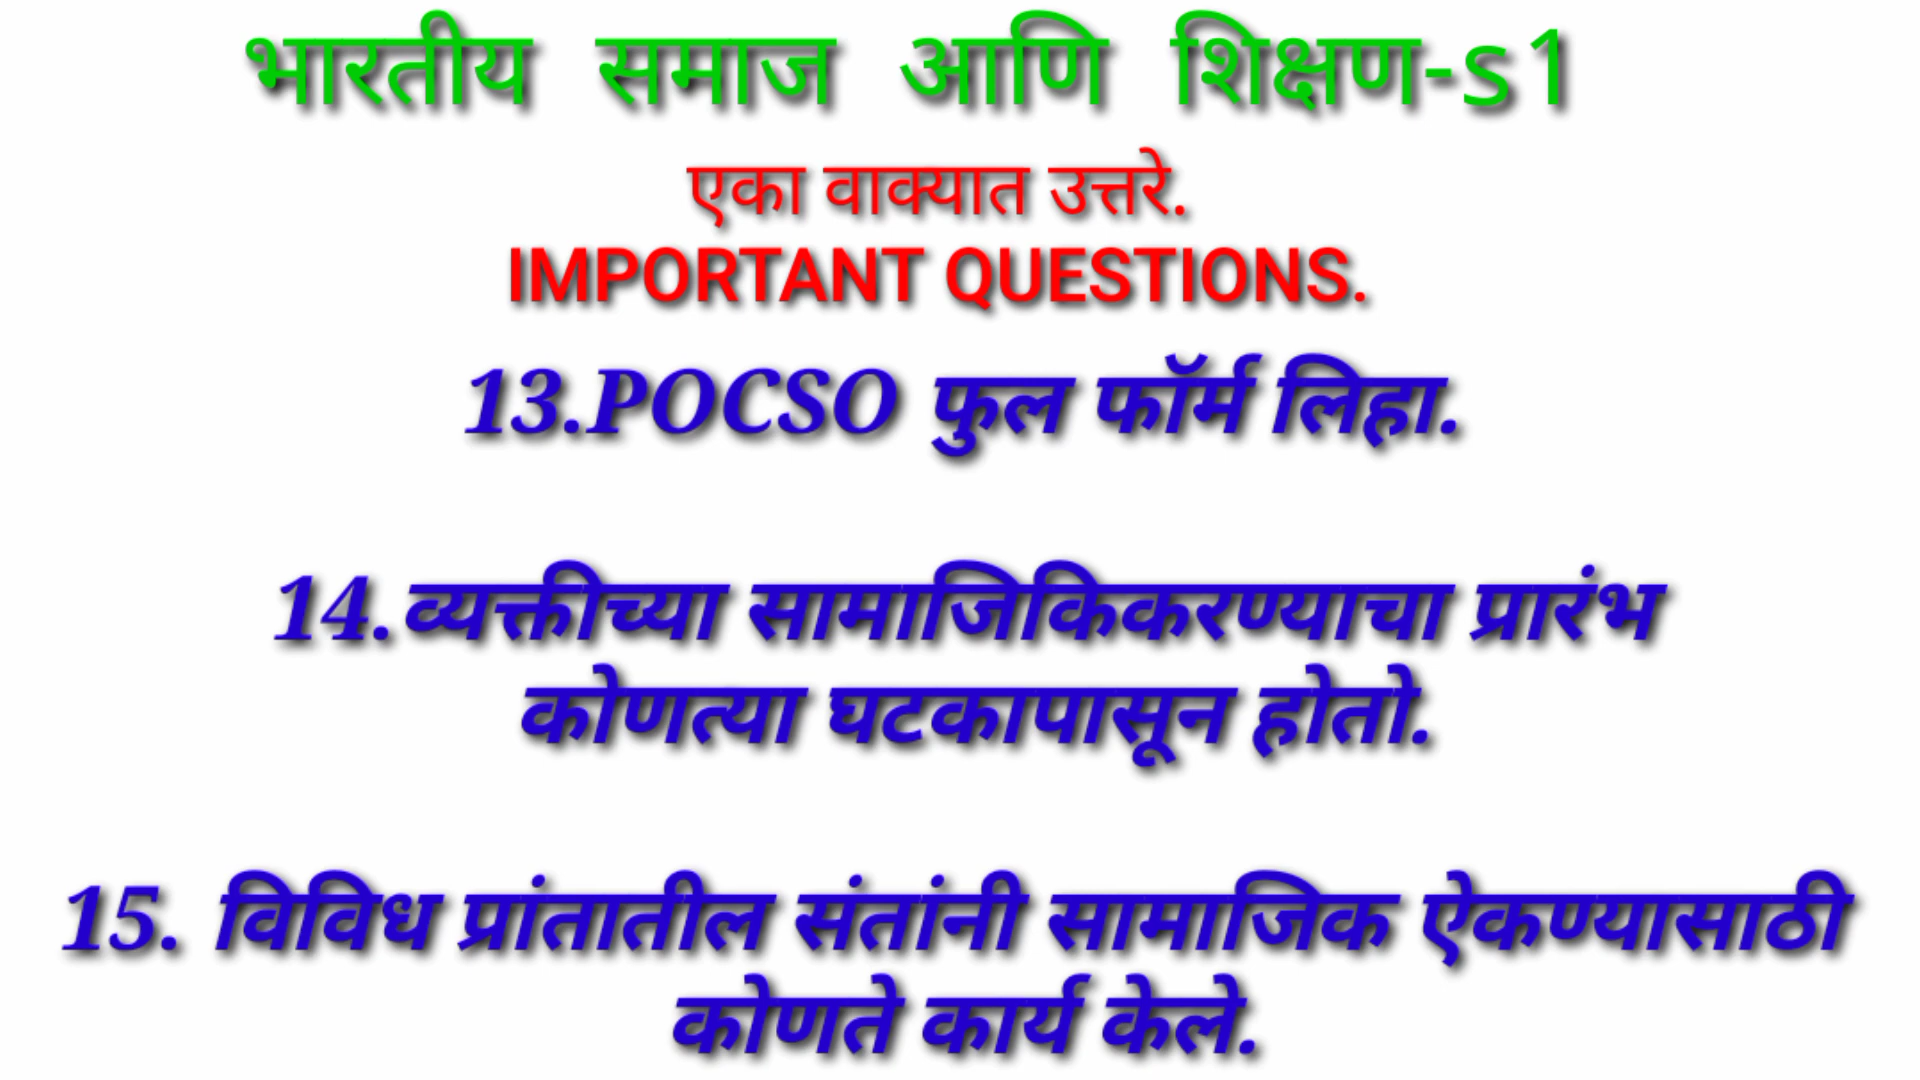 भारतीय समाज आणि शिक्षण-s1
एका वाक्यात उत्तरे.
IMPORTANT QUESTIONS.
13.POCSO फुल फॉर्म लिहा.
14.व्यक्तीच्या सामाजिकिकरण्याचा प्रारंभ
कोणत्या घटकापासून होतो.
15. विविध प्रांतातील संतांनी सामाजिक ऐकण्यासाठी
कोणते कार्य केले.